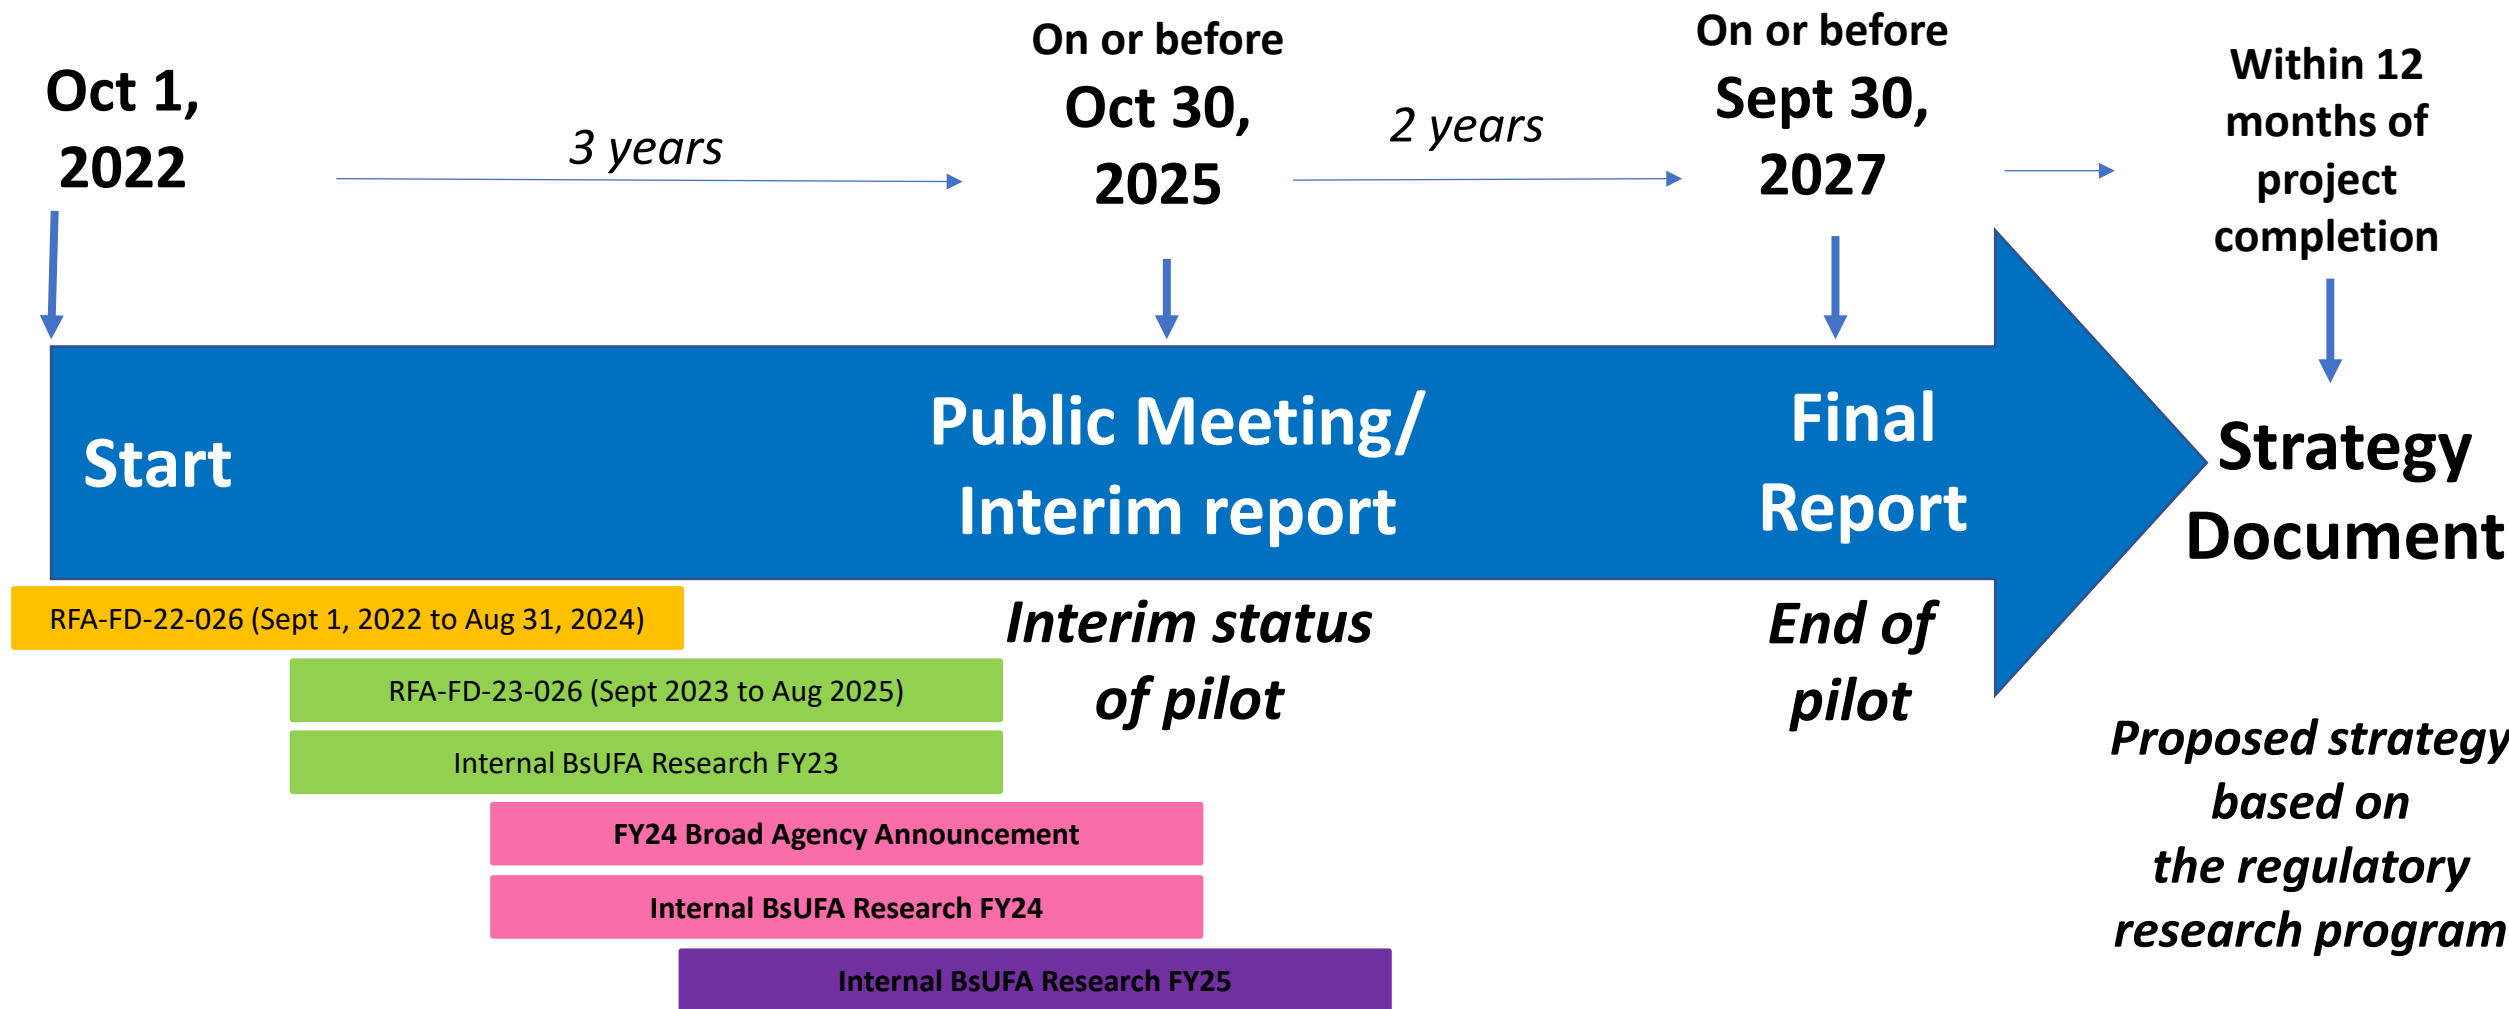 Oct 1,
2022
3 years
On or before
Oct 30,
2025
2 years
On or before
Sept 30,
2027
Within 12
months of
project
completion
Start
Public Meeting/
Interim report
Final
Report
Strategy
Document
RFA-FD-22-026 (Sept 1, 2022 to Aug 31, 2024)
RFA-FD-23-026 (Sept 2023 to Aug 2025)
Internal BsUFA Research FY23
FY24 Broad Agency Announcement
Internal BsUFA Research FY24
Internal BsUFA Research FY25
Interim status
of pilot
End of
pilot
Proposed strategy
based on
the regulatory
research program